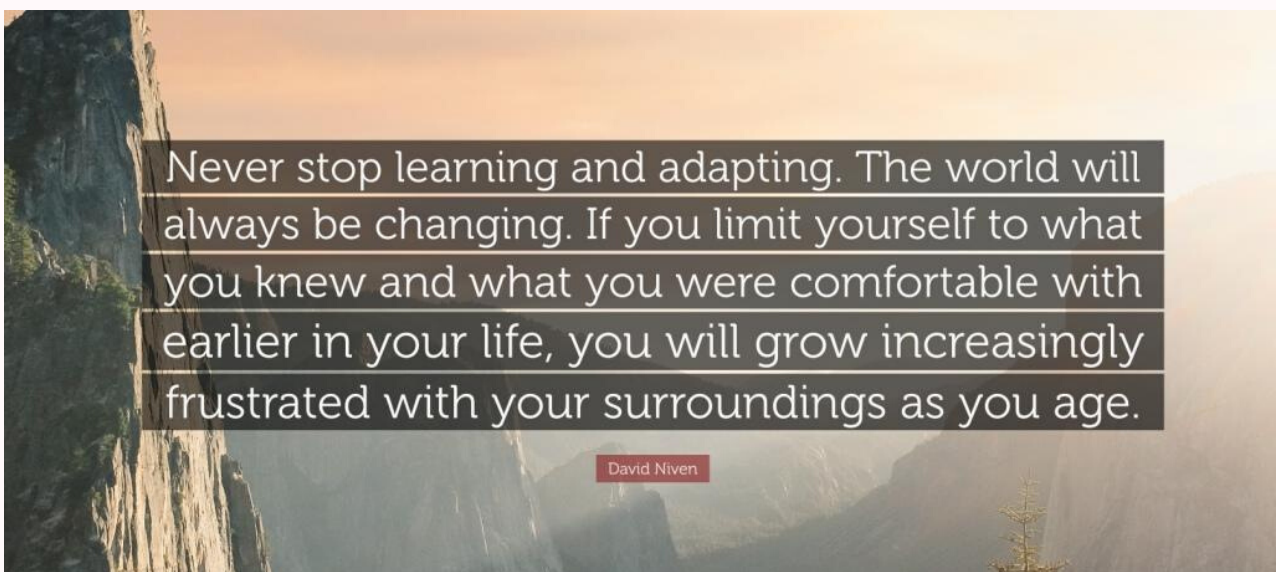 Never stop learning and adapting. The world will
always be changing. If you limit yourself to what
you knew and what you were comfortable with
earlier in your life, you will grow increasingly
frustrated with your surroundings as you age.
David Niven